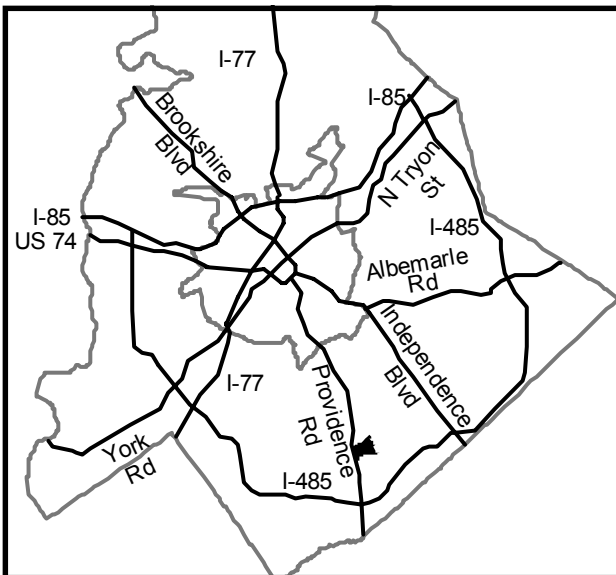 I-77
I-85
Brookshire
Blvd
N Tryon
St
I-85
US 74
I-485
Albemarle
Rd
Independence
Blvd
I-77
Providence
Rd
York
Rd
I-485